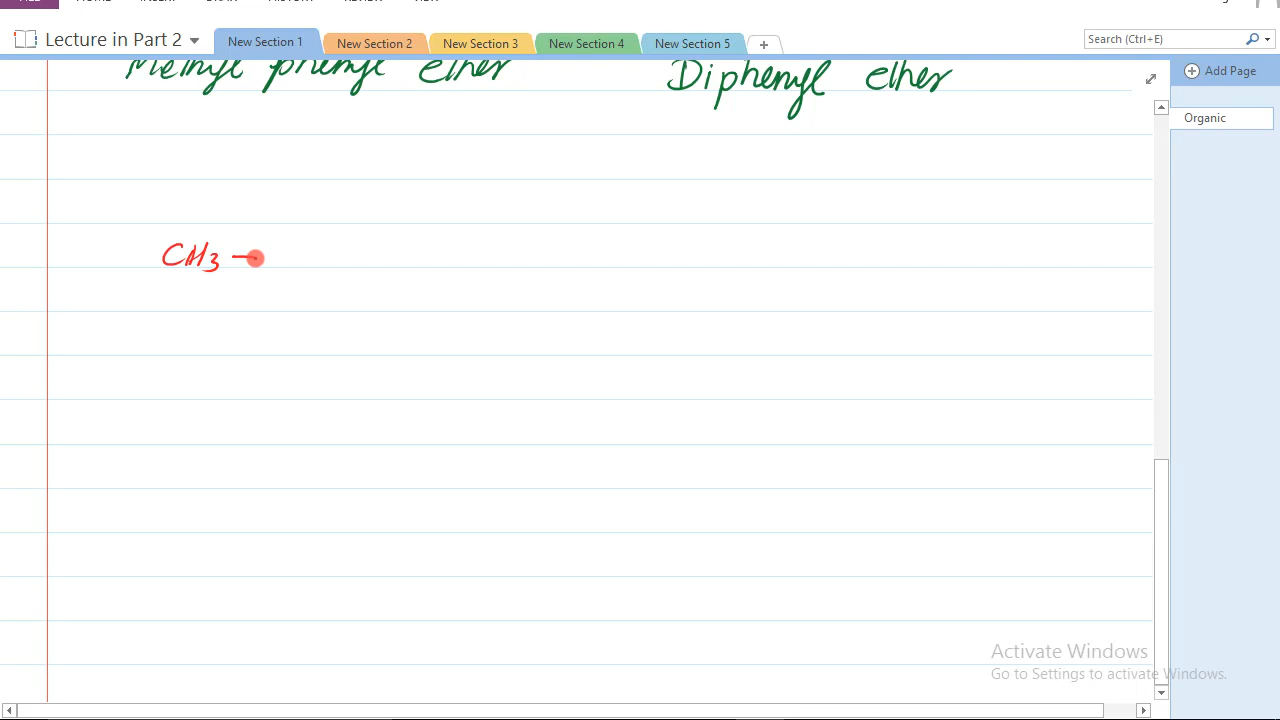 Lecture in Part 2
New Section 1
New Section 2
New Section 3
New Section 4
New Section 5
+
Search (Ctrl+E)
Add Page
Organic
Methyl phenyl ether
Diphenyl ether
CH3 —
Activate Windows
Go to Settings to activate Windows.